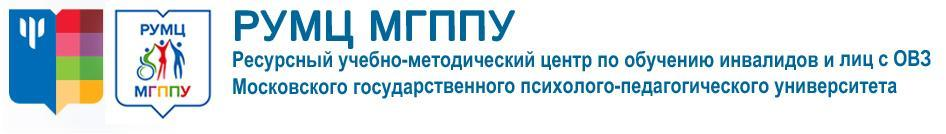 РУМЦ
МГППУ
РУМЦ МГППУ
Ресурсный учебно-методический центр по обучению инвалидов и лиц с ОВЗ
Московского государственного психолого-педагогического университета